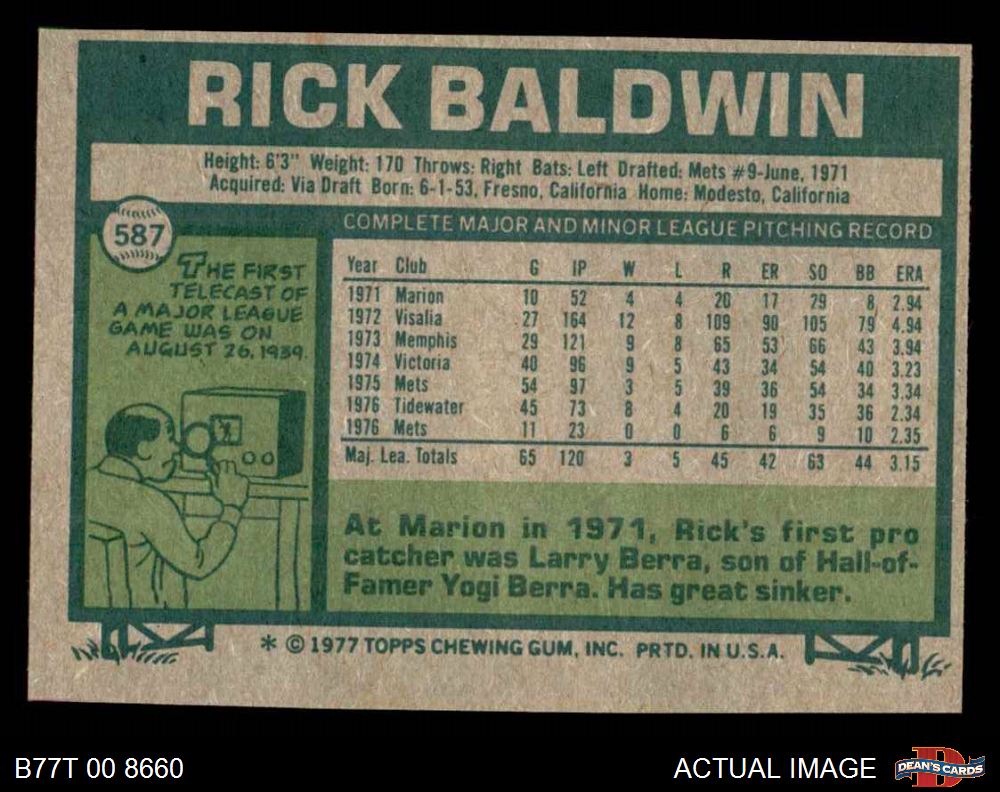 RICK BALDWIN
Height: 6'3" Weight: 170 Throws: Right Bats: Left Drafted: Mets #9-June, 1971
Acquired: Via Draft Born: 6-1-53, Fresno, California Home: Modesto, California
587
THE FIRST
TELECAST OF
A MAJOR LEAGUE
GAME WAS ON
AUGUST 26, 1939.
COMPLETE MAJOR AND MINOR LEAGUE PITCHING RECORD
Year Club G IP W L R ER SO BB ERA
1971 Marion 10 52 4 4 20 17 29 8 2.94
1972 Visalia 27 164 12 8 109 90 105 79 4.94
1973 Memphis 29 121 9 8 65 53 66 43 3.94
1974 Victoria 40 96 9 5 43 34 54 40 3.23
1975 Mets 54 97 3 5 39 36 54 34 3.34
1976 Tidewater 45 73 8 4 20 19 35 36 2.34
1976 Mets 11 23 0 0 6 6 9 10 2.35
Maj. Lea. Totals 65 120 3 5 45 42 63 44 3.15
At Marion in 1971, Rick's first pro
catcher was Larry Berra, son of Hall-of-
Famer Yogi Berra. Has great sinker.
* © 1977 TOPPS CHEWING GUM, INC. PRTD. IN U.S.A.
B77T 00 8660
ACTUAL IMAGE
DEAN'S CARDS